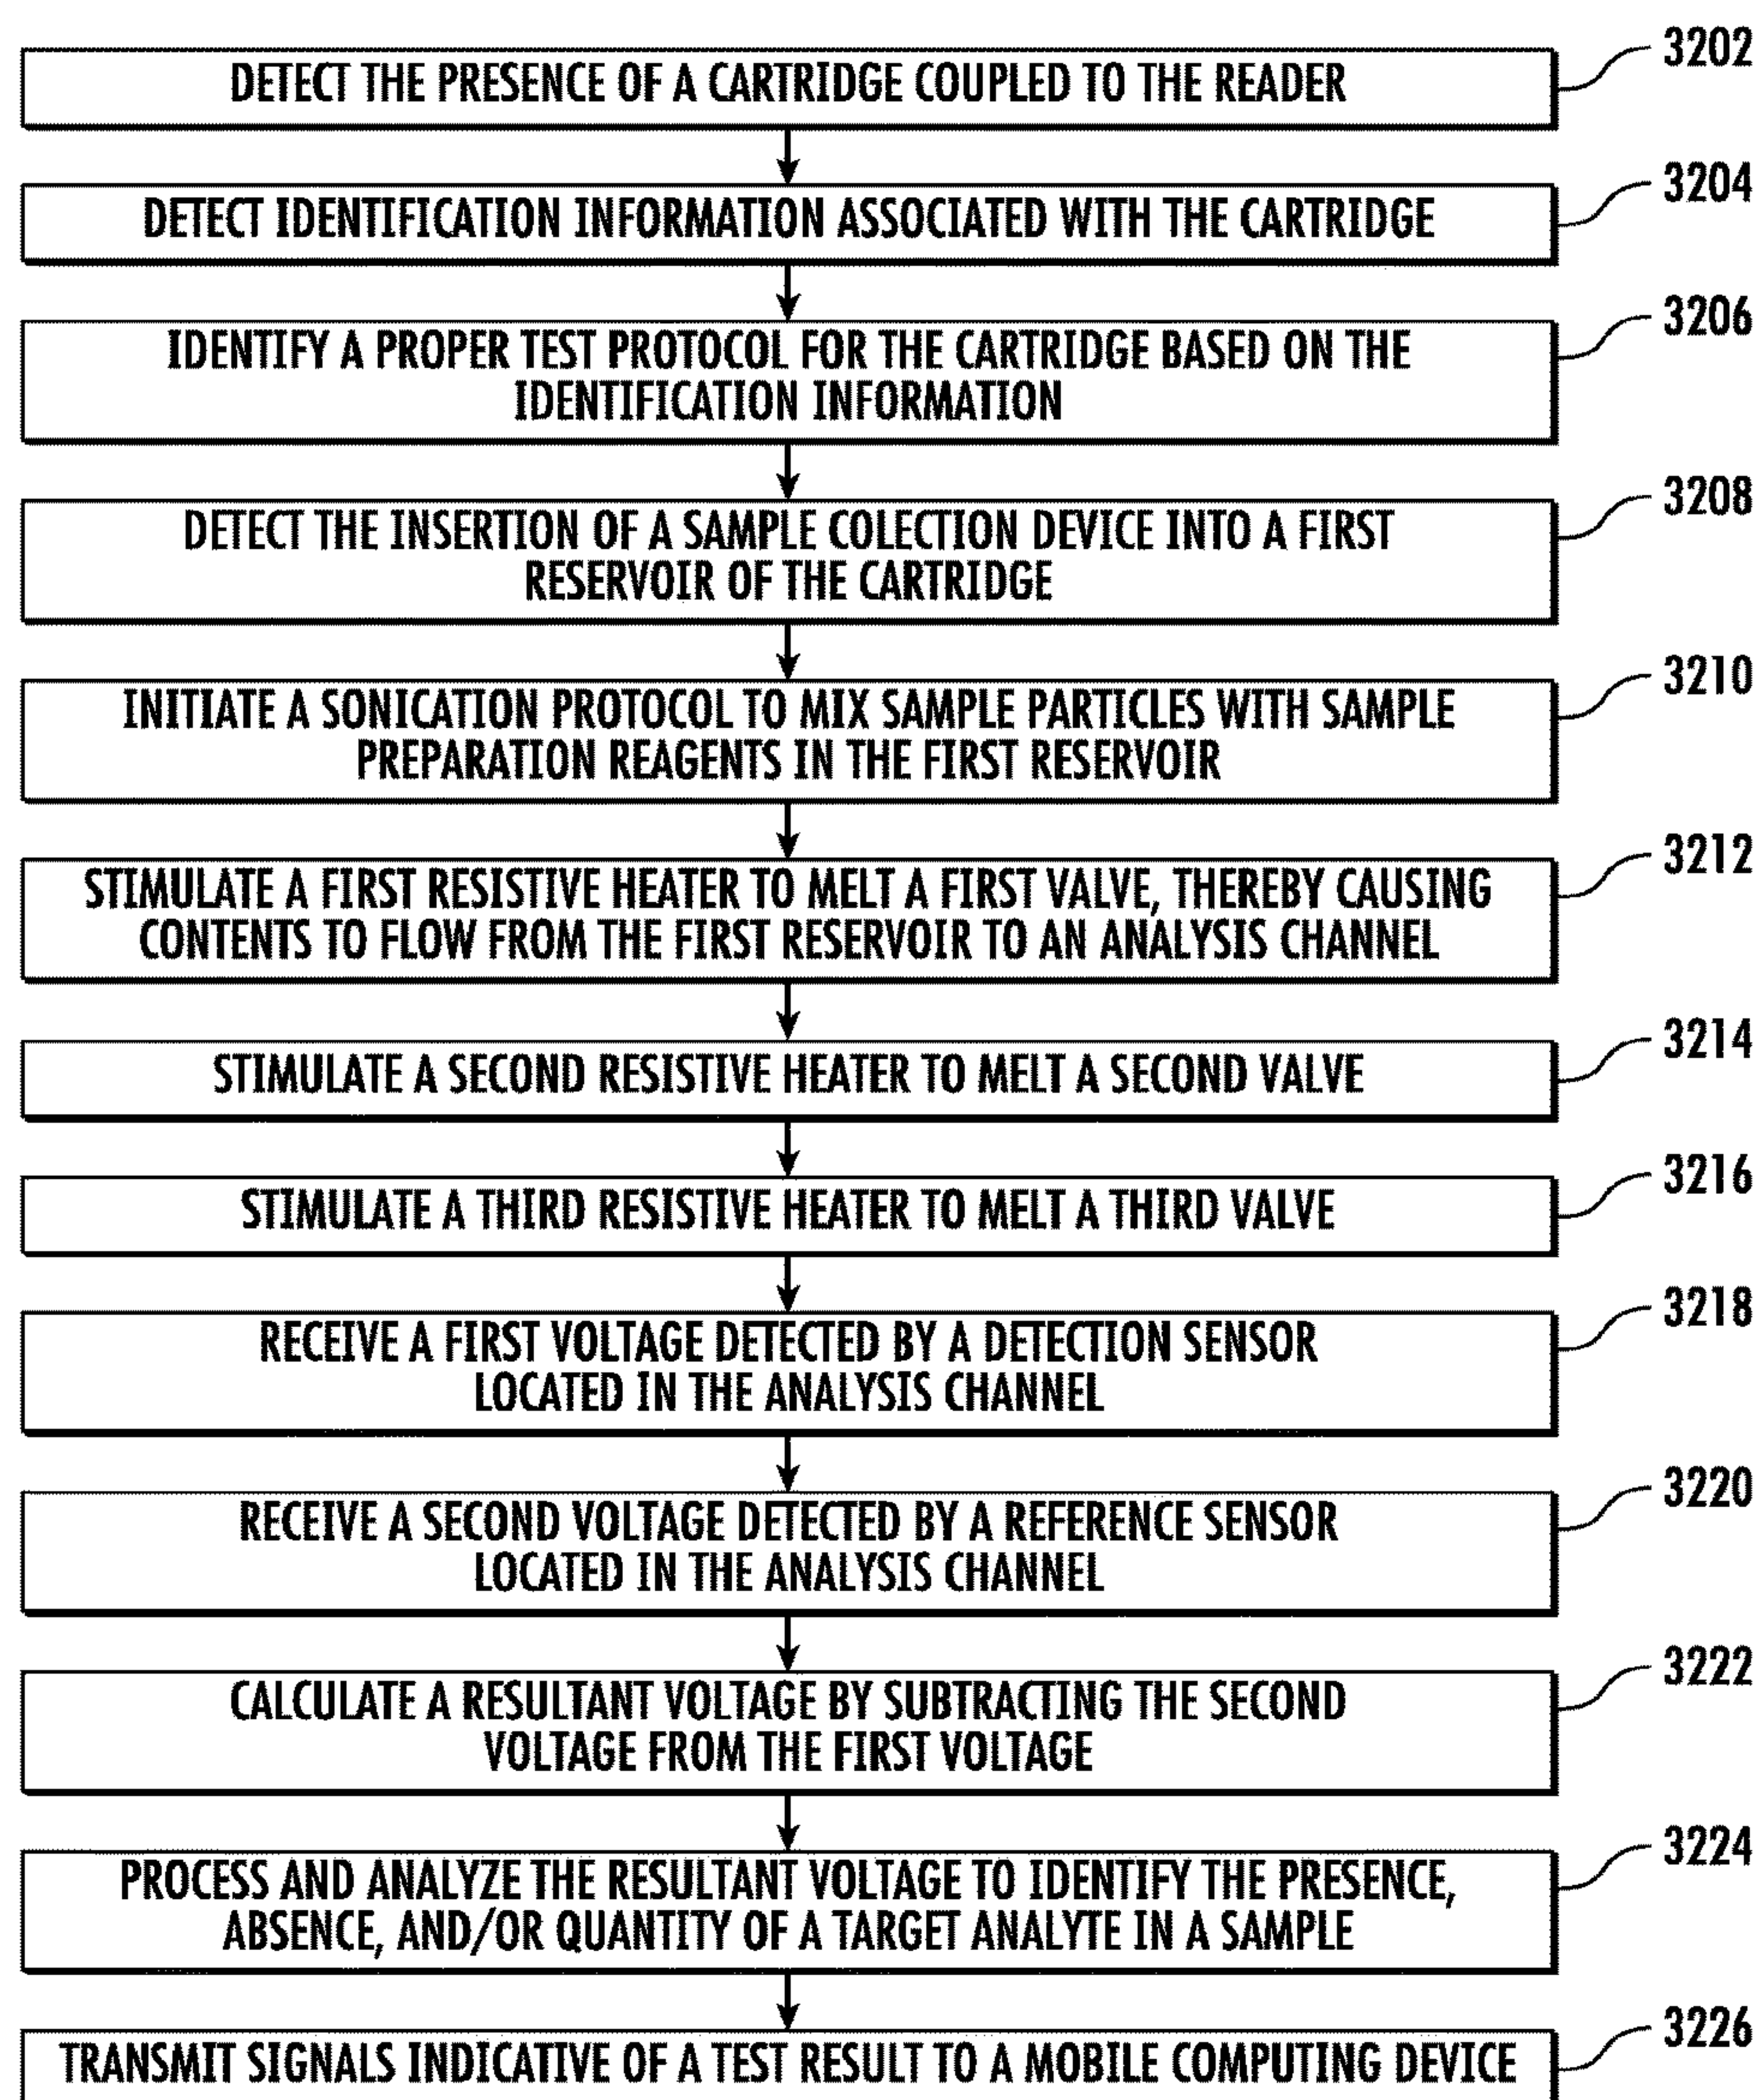 DETECT THE PRESENCE OF A CARTRIDGE COUPLED TO THE READER
3202
DETECT IDENTIFICATION INFORMATION ASSOCIATED WITH THE CARTRIDGE
3204
IDENTIFY A PROPER TEST PROTOCOL FOR THE CARTRIDGE BASED ON THE
IDENTIFICATION INFORMATION
3206
DETECT THE INSERTION OF A SAMPLE COLECTION DEVICE INTO A FIRST
RESERVOIR OF THE CARTRIDGE
3208
INITIATE A SONICATION PROTOCOL TO MIX SAMPLE PARTICLES WITH SAMPLE
PREPARATION REAGENTS IN THE FIRST RESERVOIR
3210
STIMULATE A FIRST RESISTIVE HEATER TO MELT A FIRST VALVE, THEREBY CAUSING
CONTENTS TO FLOW FROM THE FIRST RESERVOIR TO AN ANALYSIS CHANNEL
3212
STIMULATE A SECOND RESISTIVE HEATER TO MELT A SECOND VALVE
3214
STIMULATE A THIRD RESISTIVE HEATER TO MELT A THIRD VALVE
3216
RECEIVE A FIRST VOLTAGE DETECTED BY A DETECTION SENSOR
LOCATED IN THE ANALYSIS CHANNEL
3218
RECEIVE A SECOND VOLTAGE DETECTED BY A REFERENCE SENSOR
LOCATED IN THE ANALYSIS CHANNEL
3220
CALCULATE A RESULTANT VOLTAGE BY SUBTRACTING THE SECOND
VOLTAGE FROM THE FIRST VOLTAGE
3222
PROCESS AND ANALYZE THE RESULTANT VOLTAGE TO IDENTIFY THE PRESENCE,
ABSENCE, AND/OR QUANTITY OF A TARGET ANALYTE IN A SAMPLE
3224
TRANSMIT SIGNALS INDICATIVE OF A TEST RESULT TO A MOBILE COMPUTING DEVICE
3226